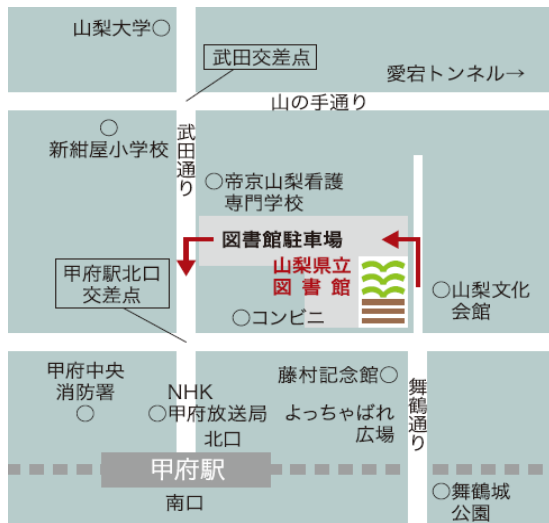 山梨大学○
武田交差点
愛宕トンネル→
山の手通り
○
新紺屋小学校
武田通り
○帝京山梨看護
専門学校
図書館駐車場
山梨県立
図書館
甲府駅北口
交差点
○コンビニ
○山梨文化
会館
甲府中央
消防署
○
NHK
○甲府放送局
北口
藤村記念館○
よっちゃばれ
広場
舞鶴通り
甲府駅
南口
○舞鶴城
公園